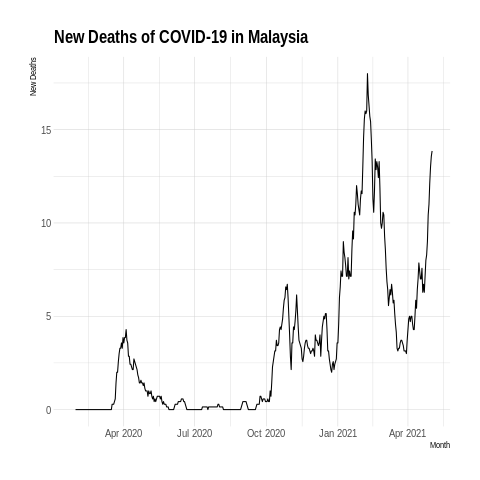 New Deaths of COVID-19 in Malaysia
New Deaths
15
10
5
0
Apr 2020 Jul 2020 Oct 2020 Jan 2021 Apr 2021
Month